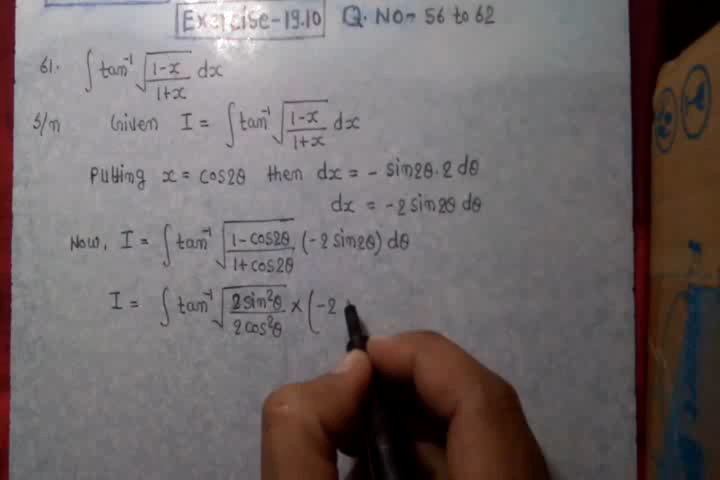 Exercise-19.10 Q. NO- 56 to 62
61. ∫ tan⁻¹ √((1-x)/(1+x)) dx
S/n Given I = ∫ tan⁻¹ √((1-x)/(1+x)) dx
Putting x = cos2θ then dx = - sin2θ.2 dθ
dx = -2 sin2θ dθ
Now, I = ∫ tan⁻¹ √((1-cos2θ)/(1+cos2θ)) (-2 sin2θ) dθ
I = ∫ tan⁻¹ √((2sin²θ)/(2cos²θ)) × (-2